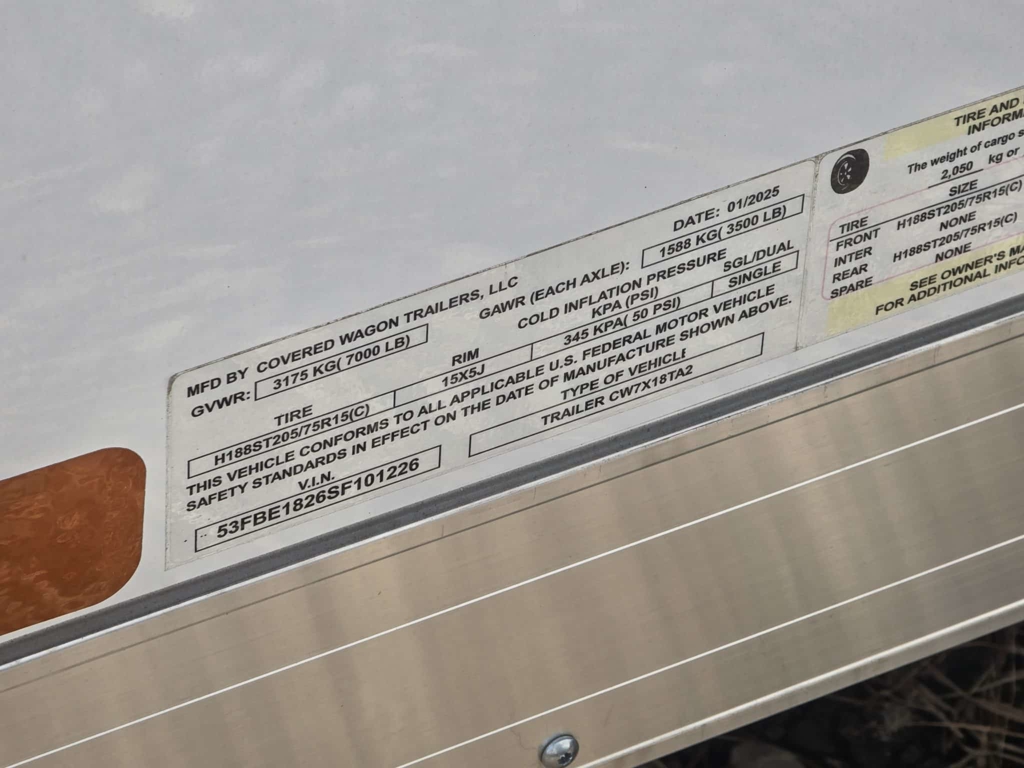 MFD BY COVERED WAGON TRAILERS, LLC DATE: 01/2025
GVWR: 3175 KG( 7000 LB) GAWR (EACH AXLE): 1588 KG( 3500 LB)
COLD INFLATION PRESSURE
TIRE RIM KPA (PSI) SGL/DUAL
H188ST205/75R15(C) 15X5J 345 KPA( 50 PSI) SINGLE
THIS VEHICLE CONFORMS TO ALL APPLICABLE U.S. FEDERAL MOTOR VEHICLE
SAFETY STANDARDS IN EFFECT ON THE DATE OF MANUFACTURE SHOWN ABOVE.
V.I.N. TYPE OF VEHICLE
53FBE1826SF101226 TRAILER CW7X18TA2
TIRE AND
INFORMA
The weight of cargo s
2,050 kg or
TIRE SIZE
FRONT H188ST205/75R15(C)
INTER NONE
REAR H188ST205/75R15(C)
SPARE NONE
SEE OWNER'S MA
FOR ADDITIONAL INFO